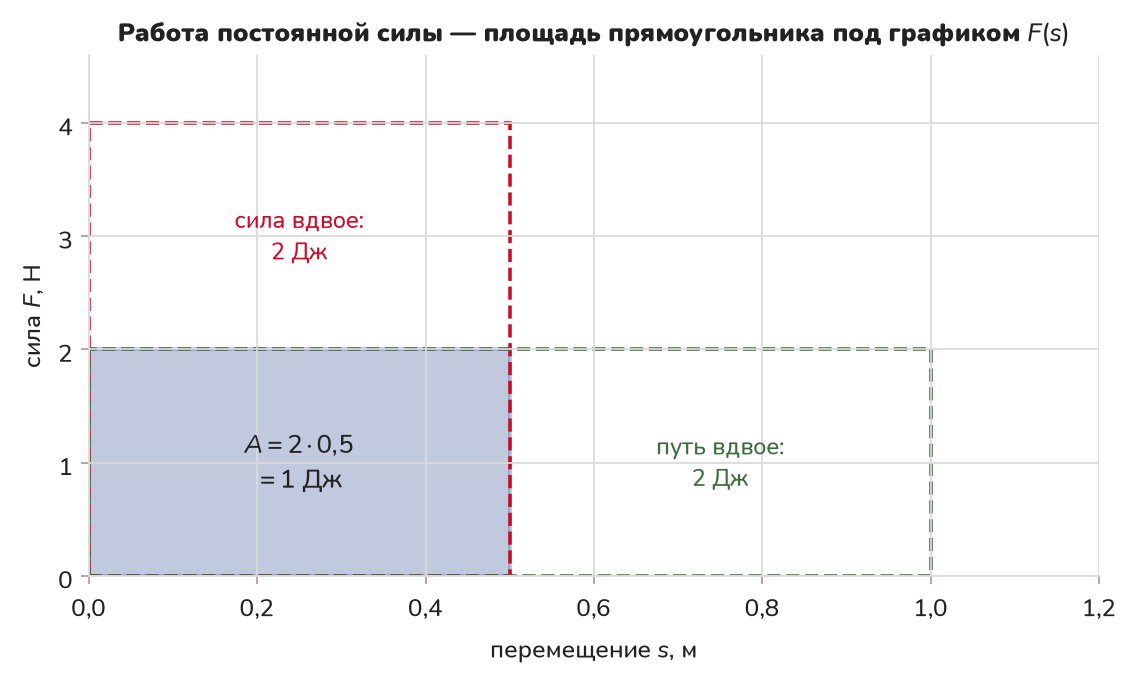 Работа постоянной силы — площадь прямоугольника под графиком F(s)
4
сила вдвое:
2 Дж
3
сила F, Н
2
A = 2 · 0,5
= 1 Дж
путь вдвое:
2 Дж
1
0
0,0 0,2 0,4 0,6 0,8 1,0 1,2
перемещение s, м